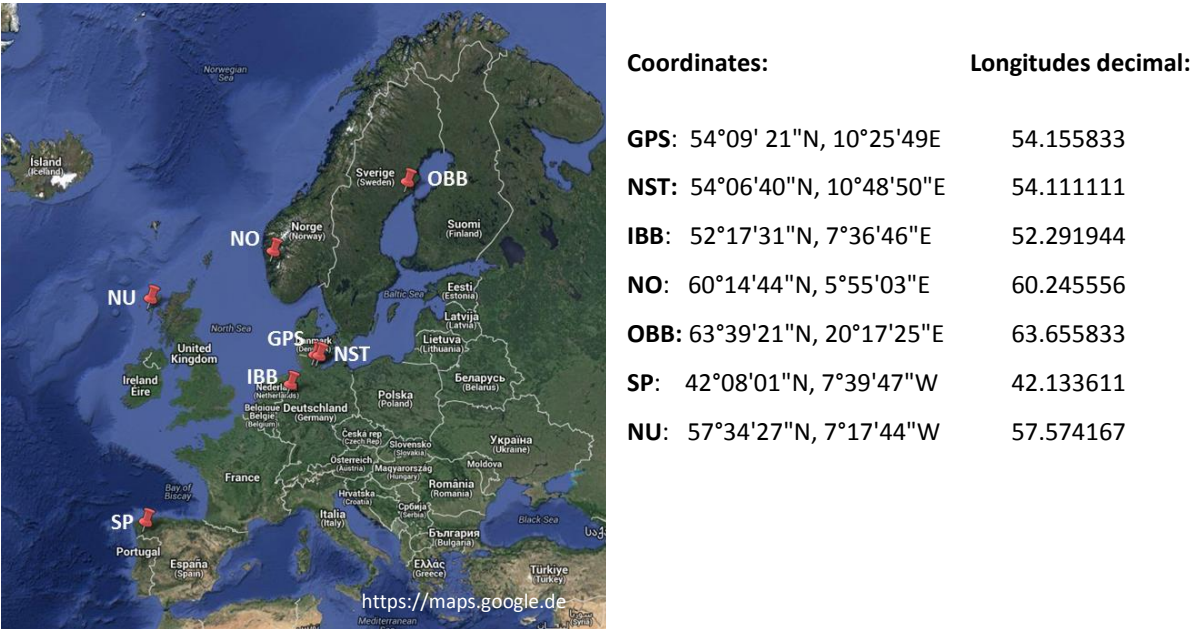 Norwegian
Sea
Ísland
(Iceland)
Sverige
(Sweden)
OBB
Norge
(Norway)
Suomi
(Finland)
NO
NU
Eesti
(Estonia)
Baltic Sea
Latvija
(Latvia)
North Sea
GPS
Lietuva
(Lithuania)
NST
United
Kingdom
IBB
Ireland
Éire
(Netherlands)
Беларусь
(Belarus)
Polska
(Poland)
Belgique
België
(Belgium)
Deutschland
(Germany)
Česká rep
(Czech Rep)
Slovensko
(Slovakia)
Україна
(Ukraine)
Österreich
(Austria)
Magyarország
(Hungary)
Moldova
France
România
(Romania)
Bay of
Biscay
Hrvatska
(Croatia)
Србија
(Serbia)
SP
Italia
(Italy)
Black Sea
България
(Bulgaria)
Portugal
España
(Spain)
Ελλάς
(Greece)
Türkiye
(Turkey)
https://maps.google.de
Mediterranean
(Syria)
Coordinates: Longitudes decimal:
GPS: 54°09' 21"N, 10°25'49E 54.155833
NST: 54°06'40"N, 10°48'50"E 54.111111
IBB: 52°17'31"N, 7°36'46"E 52.291944
NO: 60°14'44"N, 5°55'03"E 60.245556
OBB: 63°39'21"N, 20°17'25"E 63.655833
SP: 42°08'01"N, 7°39'47"W 42.133611
NU: 57°34'27"N, 7°17'44"W 57.574167